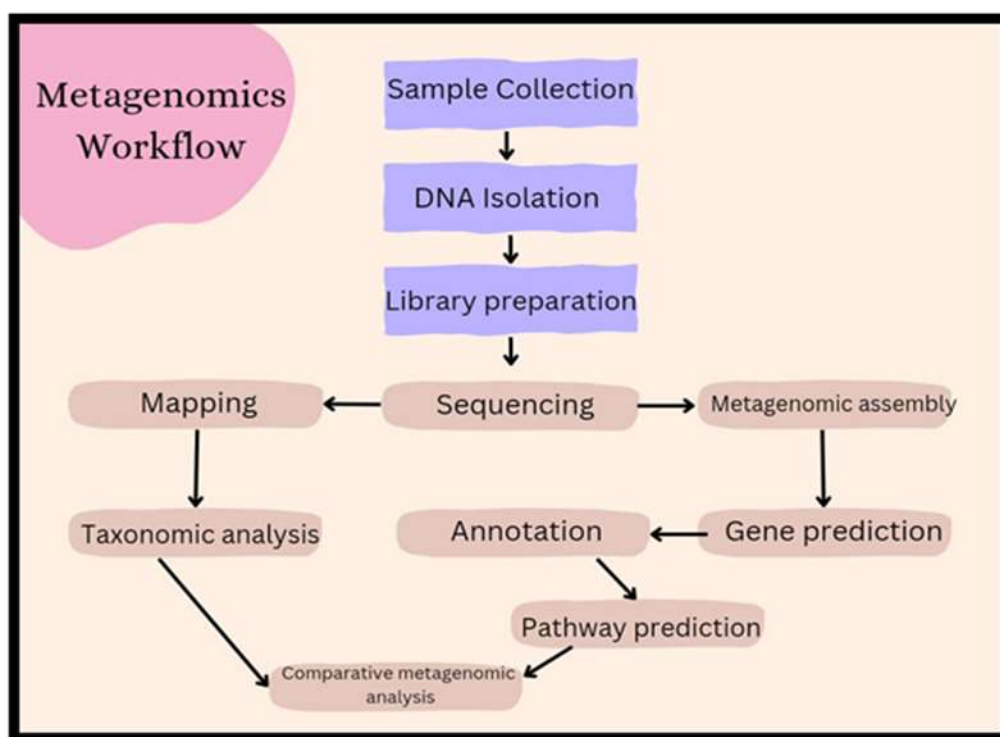 Metagenomics
Workflow
Sample Collection
DNA Isolation
Library preparation
Mapping
Sequencing
Metagenomic assembly
Taxonomic analysis
Annotation
Gene prediction
Pathway prediction
Comparative metagenomic
analysis